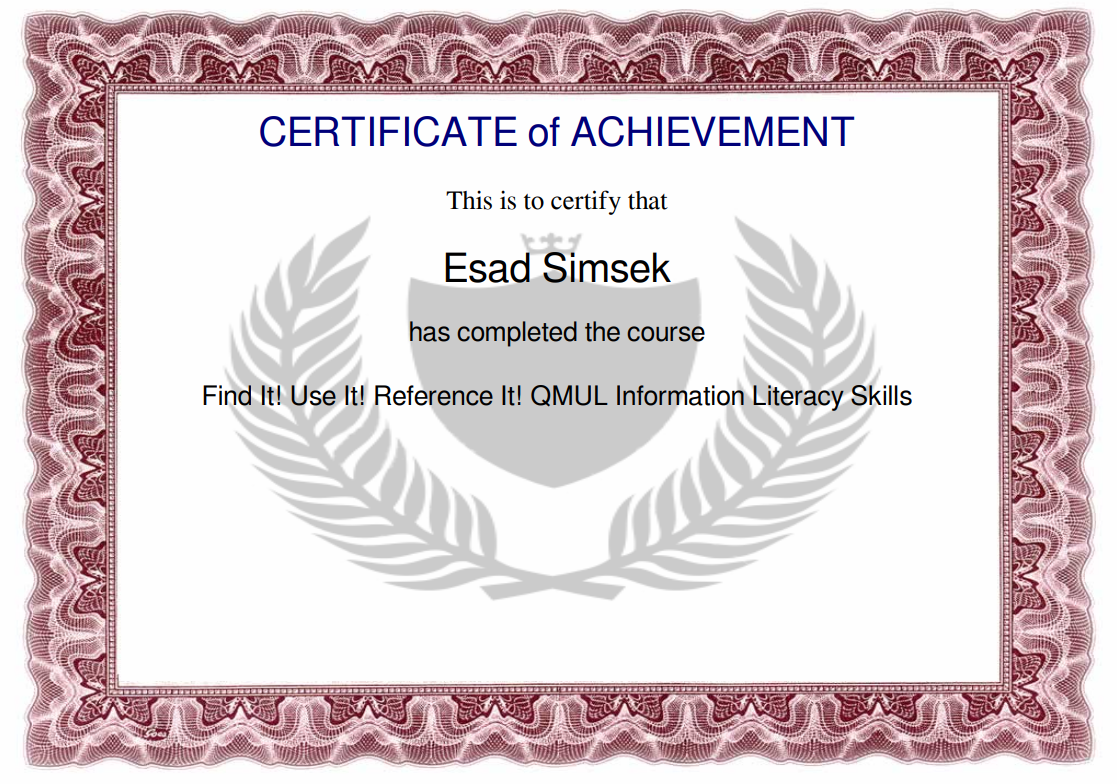 CERTIFICATE of ACHIEVEMENT
This is to certify that
Esad Simsek
has completed the course
Find It! Use It! Reference It! QMUL Information Literacy Skills
Goes